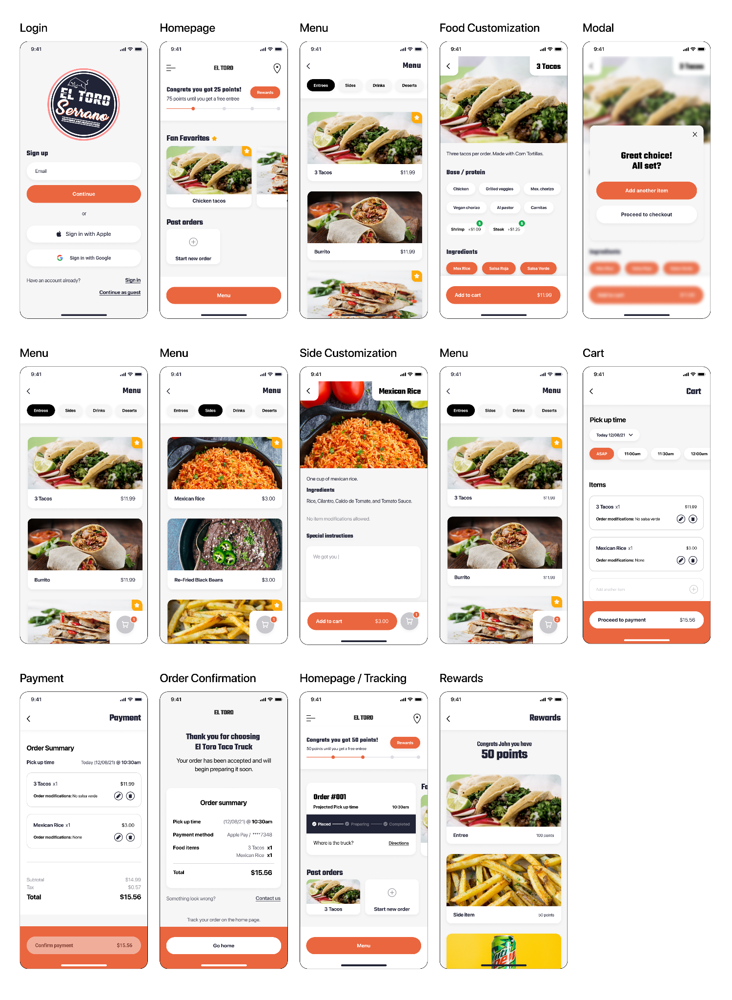 Login
9:41
EL TORO
Serrano
SOUTHERN AND MEXICAN FOOD
Sign up
Email
Continue
or
Sign in with Apple
Sign in with Google
Have an account already? Sign in
Continue as guest
Homepage
9:41
EL TORO
Congrats you got 25 points!
75 points until you get a free entree
Rewards
Fan Favorites
Chicken tacos
Past orders
Start new order
Menu
Menu
9:41
Menu
Entrees Sides Drinks Deserts
3 Tacos $11.99
Burrito $11.99
Food Customization
9:41
3 Tacos
Three tacos per order. Made with Corn Tortillas.
Base / protein
Chicken Grilled veggies Mex. chorizo
Vegan chorizo Al pastor Carnitas
$ $
Shrimp +$1 09 Steak +$1.25
Ingredients
Mex Rice Salsa Roja Salsa Verde
Add to cart $11.99
Modal
9:41
3 Tacos
Great choice!
All set?
Add another item
Proceed to checkout
Ingredients
Menu
9:41
Menu
Entrees Sides Drinks Deserts
3 Tacos $11.99
Burrito $11.99
1
Menu
9:41
Menu
Entrees Sides Drinks Deserts
Mexican Rice $3.00
Re-Fried Black Beans $3.00
1
Side Customization
9:41
Mexican Rice
One cup of mexican rice.
Ingredients
Rice, Cilantro, Caldo de Tomate, and Tomato Sauce.
No item modifications allowed.
Special instructions
We got you |
Add to cart $3.00
1
Menu
9:41
Menu
Entrees Sides Drinks Deserts
3 Tacos $11.99
Burrito $11.99
2
Cart
9:41
Cart
Pick up time
Today 12/08/21
ASAP 11:00am 11:30am 12:00am
Items
3 Tacos x1 $11.99
Order modifications: No salsa verde
Mexican Rice x1 $3.00
Order modifications: None
Add another item
Proceed to payment $15.56
Payment
9:41
Payment
Order Summary
Pick up time Today (12/08/21) @ 10:30am
3 Tacos x1 $11.99
Order modifications: No salsa verde
Mexican Rice x1 $3.00
Order modifications: None
Subtotal $14.99
Tax $0.57
Total $15.56
Confirm payment $15.56
Order Confirmation
9:41
EL TORO
Thank you for choosing
El Toro Taco Truck
Your order has been accepted and will
begin preparing it soon.
Order summary
Pick up time (12/08/21) @ 10:30am
Payment method Apple Pay / ****7348
Food items 3 Tacos x1
Mexican Rice x1
Total $15.56
Something look wrong? Contact us
Track your order on the home page.
Go home
Homepage / Tracking
9:41
EL TORO
Congrats you got 50 points!
50 points until you get a free entree
Rewards
Fa
Order #001
Projected Pick up time 10:30am
Placed Preparing Completed
Where is the truck? Directions
Past orders
3 Tacos
Start new order
Menu
Rewards
9:41
Rewards
Congrats John you have
50 points
Entree 100 points
Side item 50 points
Mtn
Dew